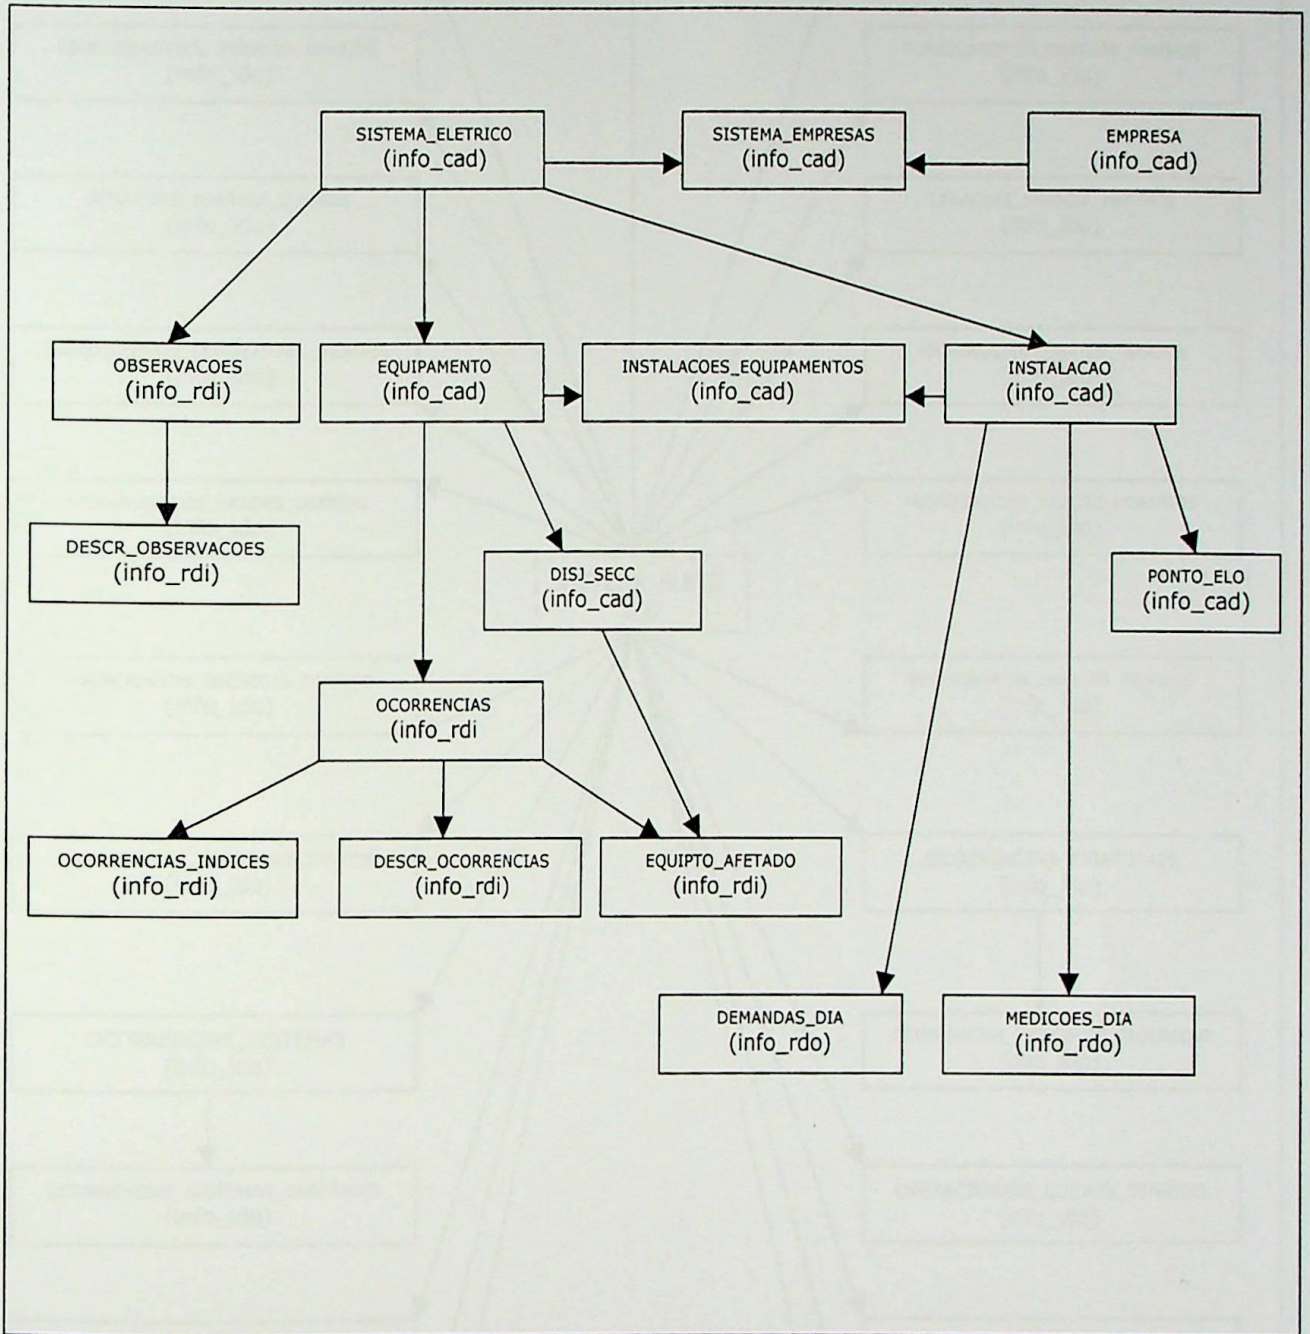 SISTEMA_ELETRICO
(info_cad)
SISTEMA_EMPRESAS
(info_cad)
EMPRESA
(info_cad)
OBSERVACOES
(info_rdi)
EQUIPAMENTO
(info_cad)
INSTALACOES_EQUIPAMENTOS
(info_cad)
INSTALACAO
(info_cad)
DESCR_OBSERVACOES
(info_rdi)
DISJ_SECC
(info_cad)
PONTO_ELO
(info_cad)
OCORRENCIAS
(info_rdi
OCORRENCIAS_INDICES
(info_rdi)
DESCR_OCORRENCIAS
(info_rdi)
EQUIPTO_AFETADO
(info_rdi)
DEMANDAS_DIA
(info_rdo)
MEDICOES_DIA
(info_rdo)